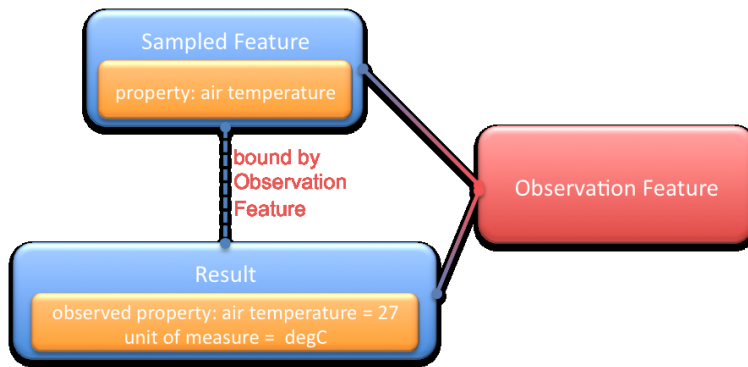 Sampled Feature
property: air temperature
bound by
Observation
Feature
Observation Feature
Result
observed property: air temperature = 27
unit of measure = degC